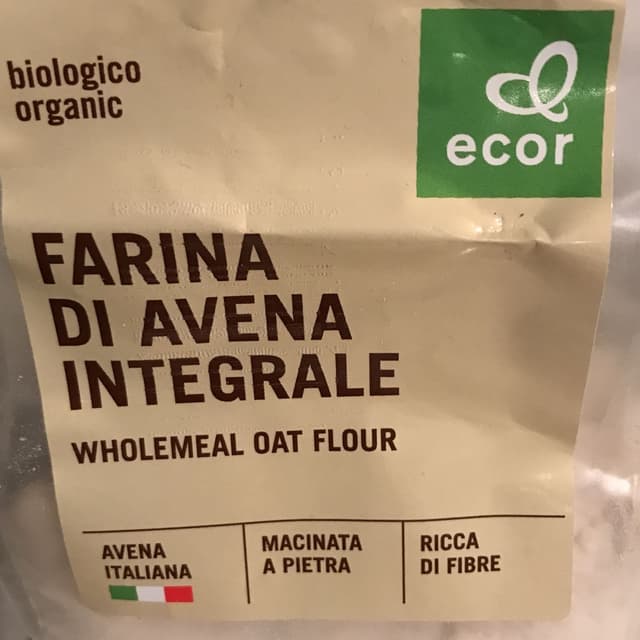 biologico
organic
ecor
FARINA
DI AVENA
INTEGRALE
WHOLEMEAL OAT FLOUR
AVENA
ITALIANA
MACINATA
A PIETRA
RICCA
DI FIBRE